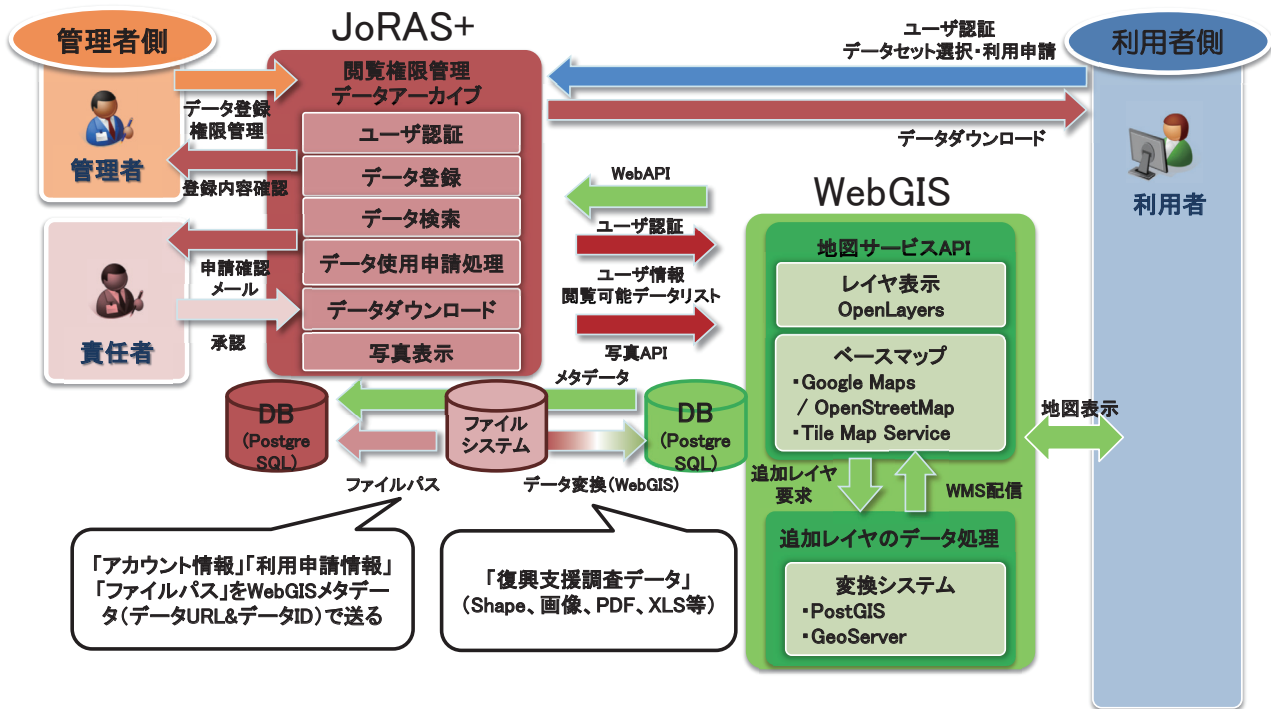 管理者側
JoRAS+
ユーザ認証
データセット選択・利用申請
利用者側
閲覧権限管理
データアーカイブ
データ登録
権限管理
管理者
登録内容確認
ユーザ認証
データ登録
データ検索
データ使用申請処理
データダウンロード
写真表示
申請確認
メール
責任者
承認
データダウンロード
利用者
WebAPI
ユーザ認証
ユーザ情報
閲覧可能データリスト
写真API
WebGIS
地図サービスAPI
レイヤ表示
OpenLayers
ベースマップ
・Google Maps
/ OpenStreetMap
・Tile Map Service
地図表示
メタデータ
DB
(Postgre
SQL)
ファイル
システム
DB
(Postgre
SQL)
ファイルパス
データ変換(WebGIS)
追加レイヤ
要求
WMS配信
追加レイヤのデータ処理
変換システム
・PostGIS
・GeoServer
「アカウント情報」「利用申請情報」
「ファイルパス」をWebGISメタデー
タ(データURL&データID)で送る
「復興支援調査データ」
(Shape、画像、PDF、XLS等)